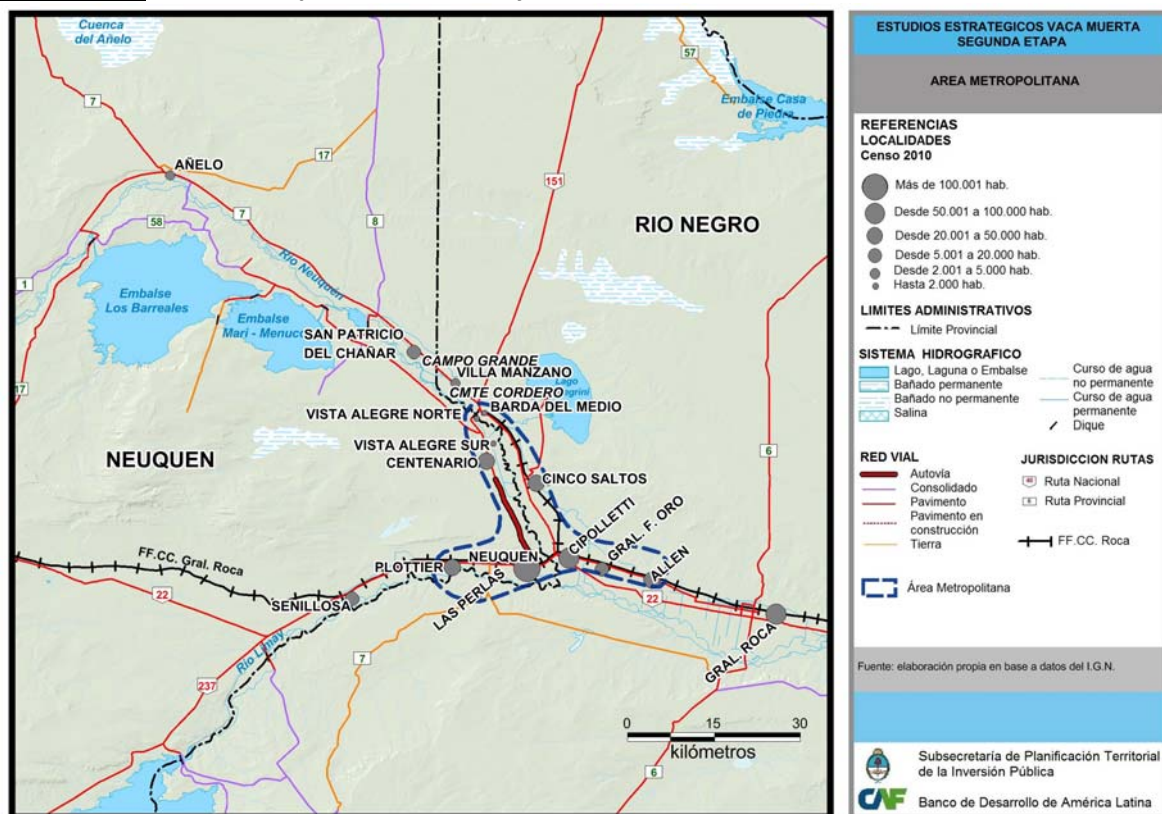 Cuenca
del Añelo
7
57
Embalse Casa
de Piedra
17
AÑELO
7
151
8
58
RIO NEGRO
Río Neuquén
1
Embalse
Los Barreales
Embalse
Mari - Menuco
SAN PATRICIO
DEL CHAÑAR
CAMPO GRANDE
VILLA MANZANO
17
CMTE CORDERO
Lago
VISTA ALEGRE NORTE
BARDA DEL MEDIO
VISTA ALEGRE SUR
NEUQUEN
CENTENARIO
6
CINCO SALTOS
CIPOLLETTI
GRAL. F. ORO
FF.CC. Gral. Roca
NEUQUEN
PLOTTIER
ALLEN
22
SENILLOSA
LAS PERLAS
22
GRAL. ROCA
Río Limay
7
237
0 15 30
kilómetros
6
ESTUDIOS ESTRATEGICOS VACA MUERTA
SEGUNDA ETAPA
AREA METROPOLITANA
REFERENCIAS
LOCALIDADES
Censo 2010
Más de 100.001 hab.
Desde 50.001 a 100.000 hab.
Desde 20.001 a 50.000 hab.
Desde 5.001 a 20.000 hab.
Desde 2.001 a 5.000 hab.
Hasta 2.000 hab.
LIMITES ADMINISTRATIVOS
Límite Provincial
SISTEMA HIDROGRAFICO
Lago, Laguna o Embalse
Bañado permanente
Bañado no permanente
Salina
Curso de agua
no permanente
Curso de agua
permanente
Dique
RED VIAL
Autovía
Consolidado
Pavimento
Pavimento en
construcción
Tierra
JURISDICCION RUTAS
40 Ruta Nacional
6 Ruta Provincial
FF.CC. Roca
Área Metropolitana
Fuente: elaboración propia en base a datos del I.G.N.
Subsecretaría de Planificación Territorial
de la Inversión Pública
CAF Banco de Desarrollo de América Latina